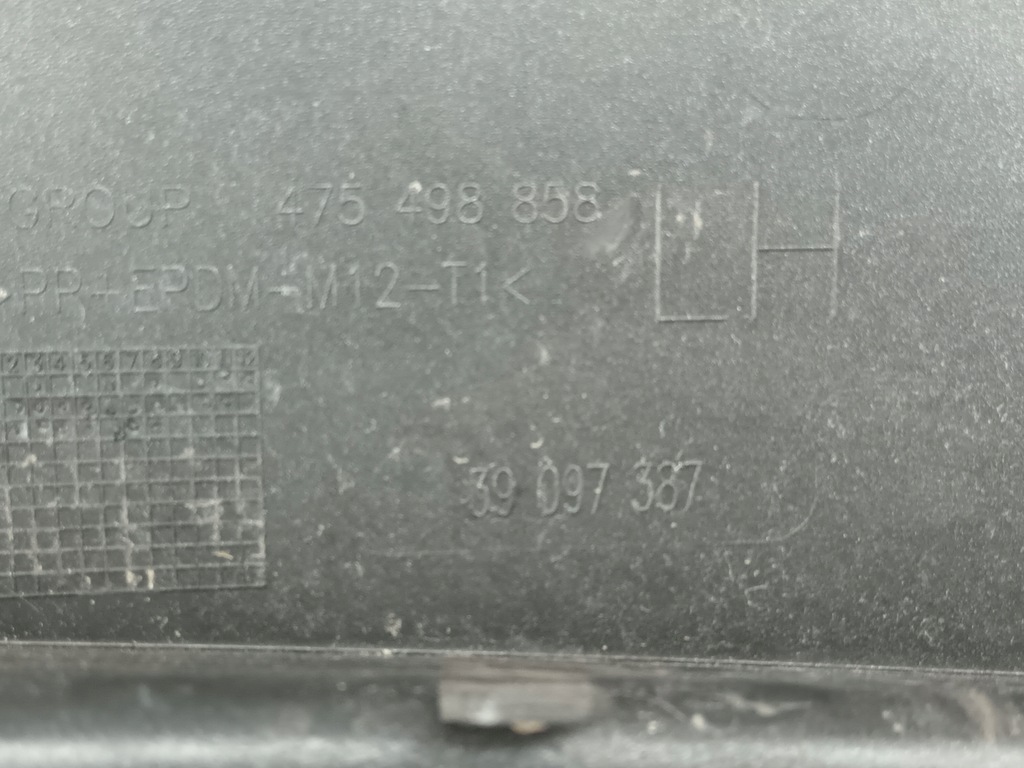 GROUP 475 498 858
>PP+EPDM-M12-T1<
LH
39 097 387